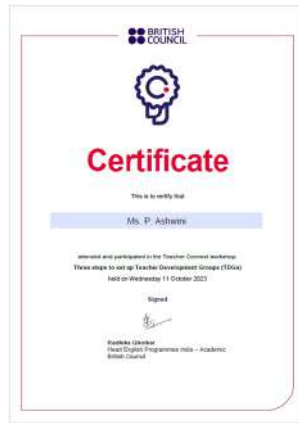 BRITISH
COUNCIL
Certificate
This is to certify that
Ms. P. Ashwini
attended and participated in the Teacher Connect workshop
Three steps to set up Teacher Development Groups (TDGs)
held on Wednesday 11 October 2023
Signed
Head English Programmes India – Academic
British Council